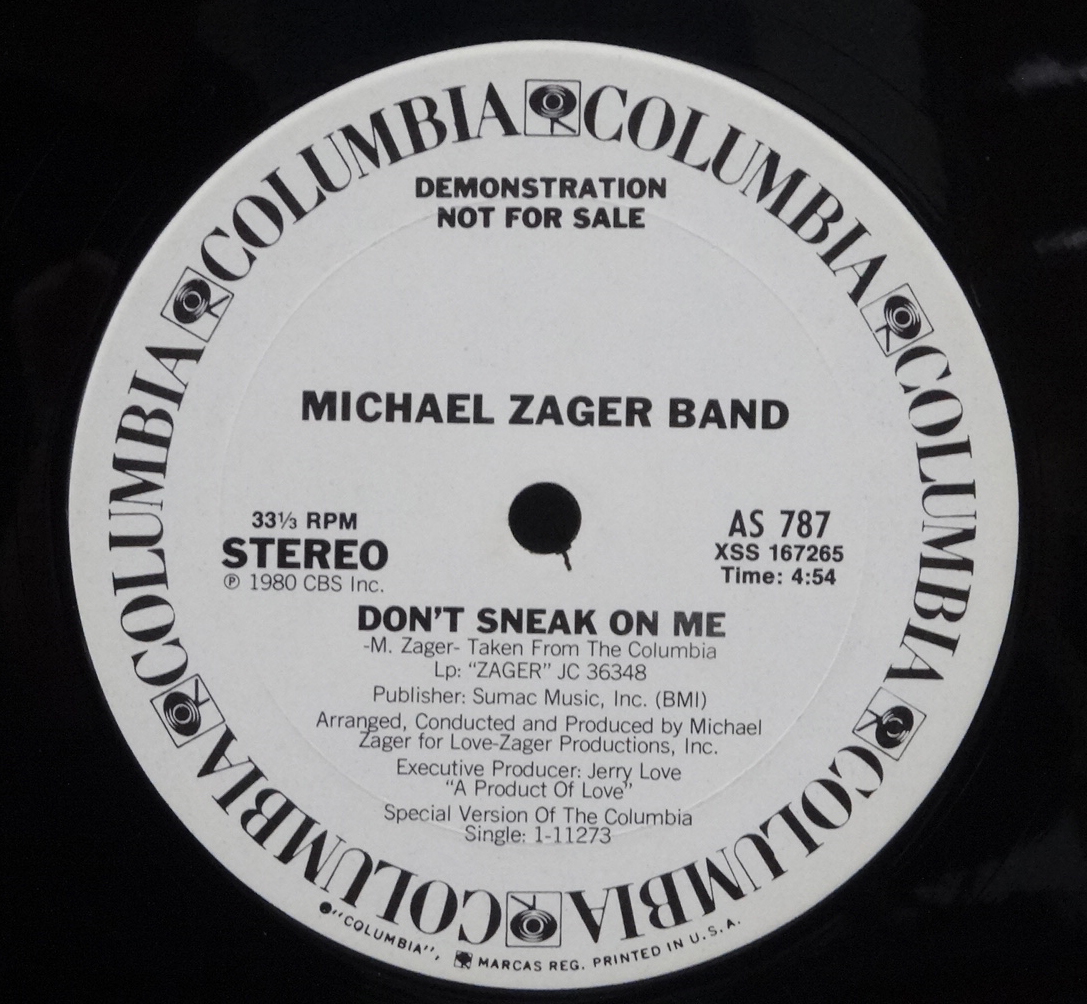 COLUMBIA COLUMBIA COLUMBIA COLUMBIA COLUMBIA COLUMBIA COLUMBIA COLUMBIA
DEMONSTRATION
NOT FOR SALE
MICHAEL ZAGER BAND
33⅓ RPM
STEREO
℗ 1980 CBS Inc.
AS 787
XSS 167265
Time: 4:54
DON'T SNEAK ON ME
-M. Zager- Taken From The Columbia
Lp: “ZAGER” JC 36348
Publisher: Sumac Music, Inc. (BMI)
Arranged, Conducted and Produced by Michael
Zager for Love-Zager Productions, Inc.
Executive Producer: Jerry Love
“A Product Of Love”
Special Version Of The Columbia
Single: 1-11273
“COLUMBIA”, MARCAS REG. PRINTED IN U.S.A.